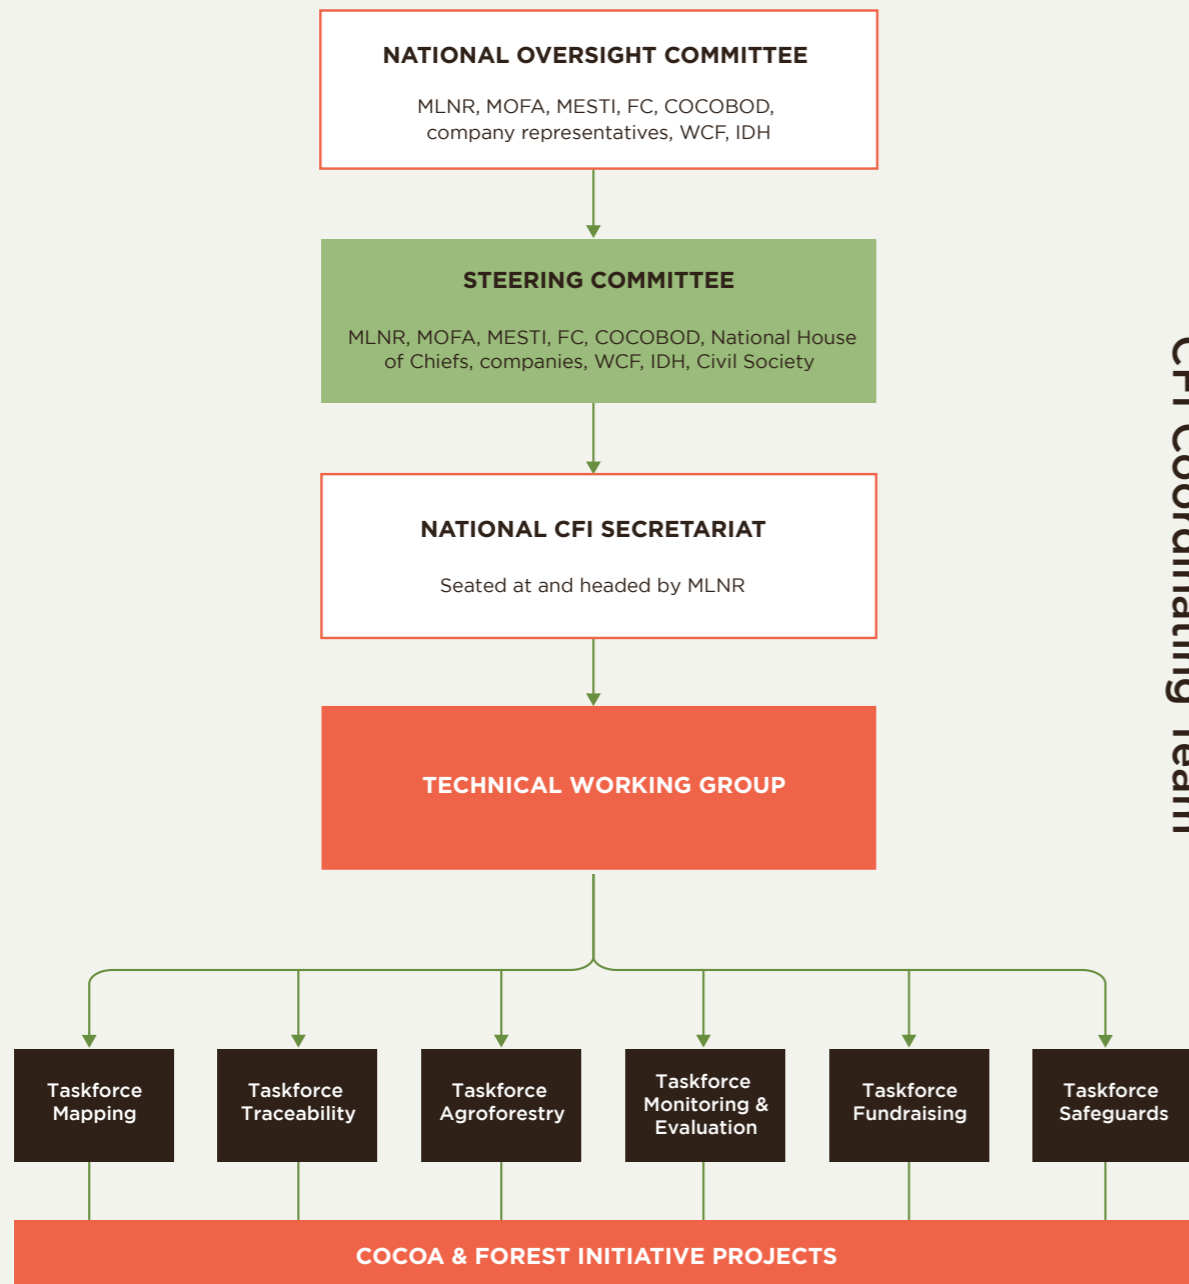 NATIONAL OVERSIGHT COMMITTEE
MLNR, MOFA, MESTI, FC, COCOBOD,
company representatives, WCF, IDH
STEERING COMMITTEE
MLNR, MOFA, MESTI, FC, COCOBOD, National House
of Chiefs, companies, WCF, IDH, Civil Society
NATIONAL CFI SECRETARIAT
Seated at and headed by MLNR
TECHNICAL WORKING GROUP
Taskforce
Mapping
Taskforce
Traceability
Taskforce
Agroforestry
Taskforce
Monitoring &
Evaluation
Taskforce
Fundraising
Taskforce
Safeguards
COCOA & FOREST INITIATIVE PROJECTS
CFI Coordinating Team